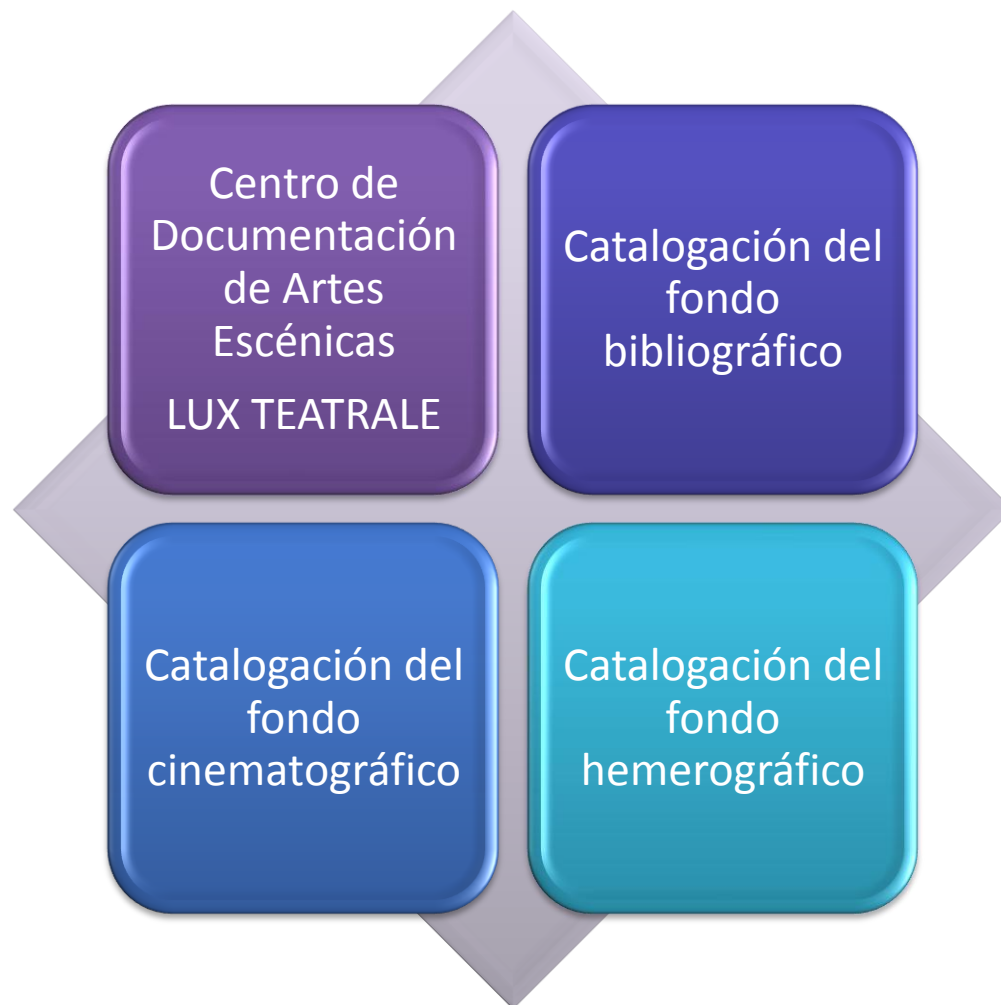 Centro de
Documentación
de Artes
Escénicas
LUX TEATRALE
Catalogación del
fondo
bibliográfico
Catalogación del
fondo
cinematográfico
Catalogación del
fondo
hemerográfico